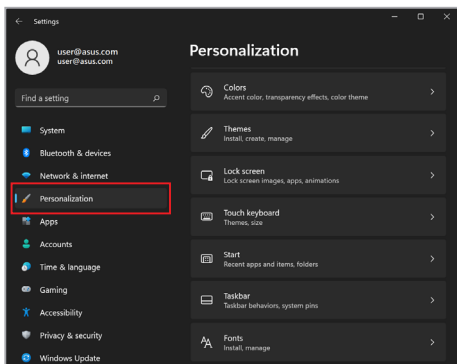 Settings
user@asus.com
user@asus.com
Find a setting
System
Bluetooth & devices
Network & internet
Personalization
Apps
Accounts
Time & language
Gaming
Accessibility
Privacy & security
Windows Update
Personalization
Colors
Accent color, transparency effects, color theme
Themes
Install, create, manage
Lock screen
Lock screen images, apps, animations
Touch keyboard
Themes, size
Start
Recent apps and items, folders
Taskbar
Taskbar behaviors, system pins
Fonts
Install, manage